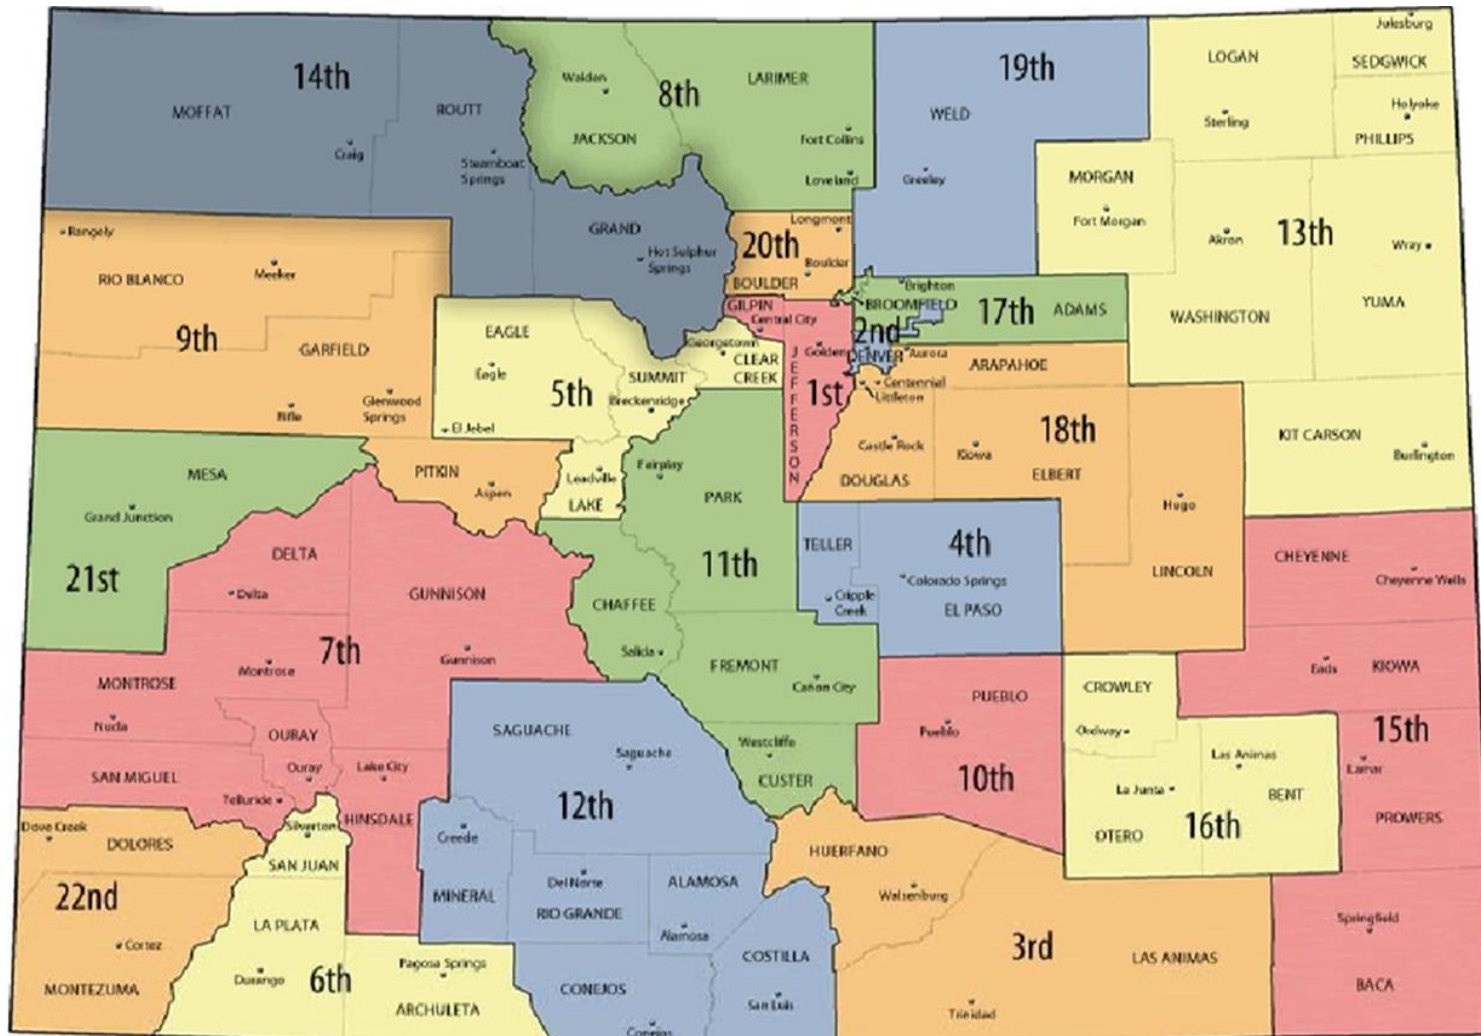 14th
MOFFAT
Craig
ROUTT
Steamboat
Springs
Walden
JACKSON
8th
LARIMER
Fort Collins
Loveland
19th
WELD
Greeley
LOGAN
Sterling
Julesburg
SEDGWICK
Holyoke
PHILLIPS
MORGAN
Fort Morgan
13th
Akron
Wray
WASHINGTON
YUMA
KIT CARSON
Burlington
GRAND
Hot Sulphur
Springs
Longmont
20th
Boulder
BOULDER
GILPIN
Central City
Brighton
BROOMFIELD
17th
ADAMS
2nd
DENVER
Aurora
Rangely
RIO BLANCO
Meeker
9th
GARFIELD
Rifle
Glenwood
Springs
EAGLE
Eagle
5th
El Jebel
SUMMIT
Breckenridge
Georgetown
CLEAR
CREEK
Golden
JEFFERSON
1st
ARAPAHOE
Centennial
Littleton
18th
Castle Rock
DOUGLAS
Kiowa
ELBERT
Hugo
LINCOLN
PITKIN
Aspen
Leadville
LAKE
Fairplay
PARK
MESA
Grand Junction
21st
DELTA
Delta
GUNNISON
Gunnison
7th
MONTROSE
Montrose
Nucla
OURAY
Ouray
SAN MIGUEL
Telluride
Lake City
HINSDALE
11th
CHAFFEE
Salida
FREMONT
Cañon City
Westcliffe
CUSTER
TELLER
Cripple
Creek
4th
Colorado Springs
EL PASO
CHEYENNE
Cheyenne Wells
Eads
KIOWA
15th
Lamar
PROWERS
Springfield
BACA
PUEBLO
Pueblo
10th
CROWLEY
Ordway
Las Animas
La Junta
BENT
OTERO
16th
SAGUACHE
Saguache
12th
Creede
MINERAL
Del Norte
RIO GRANDE
ALAMOSA
Alamosa
COSTILLA
San Luis
CONEJOS
Conejos
HUERFANO
Walsenburg
3rd
LAS ANIMAS
Trinidad
Dove Creek
DOLORES
22nd
Cortez
MONTEZUMA
Silverton
SAN JUAN
LA PLATA
Durango
6th
Pagosa Springs
ARCHULETA